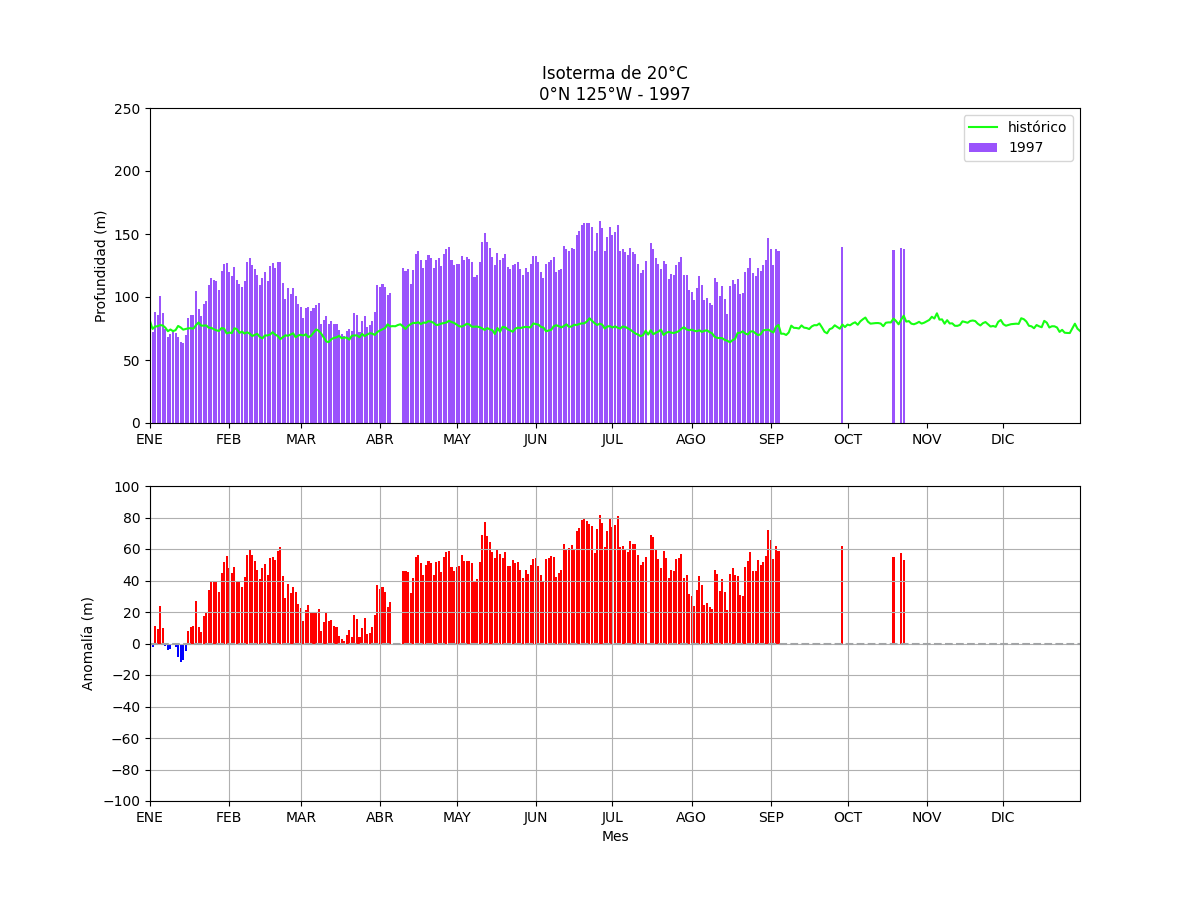 Isoterma de 20°C
0°N 125°W - 1997
250
200
150
100
50
0
Profundidad (m)
histórico
1997
ENE FEB MAR ABR MAY JUN JUL AGO SEP OCT NOV DIC
100
80
60
40
20
0
−20
−40
−60
−80
−100
Anomalía (m)
ENE FEB MAR ABR MAY JUN JUL AGO SEP OCT NOV DIC
Mes